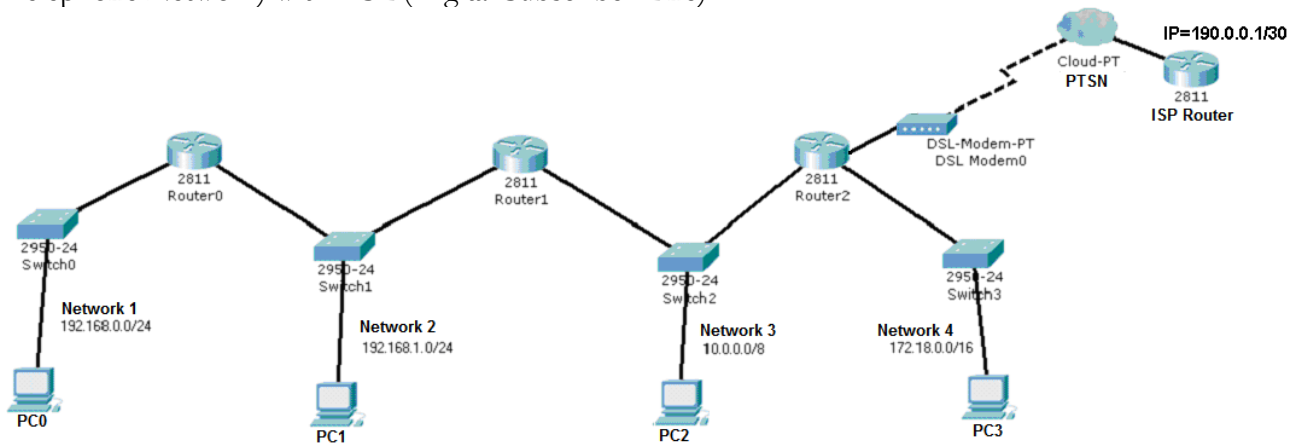 IP=190.0.0.1/30
Cloud-PT
PTSN
2811
ISP Router
DSL-Modem-PT
DSL Modem0
2811
Router0
2811
Router1
2811
Router2
2950-24
Switch0
2950-24
Switch1
2950-24
Switch2
2950-24
Switch3
Network 1
192.168.0.0/24
Network 2
192.168.1.0/24
Network 3
10.0.0.0/8
Network 4
172.18.0.0/16
PC0
PC1
PC2
PC3